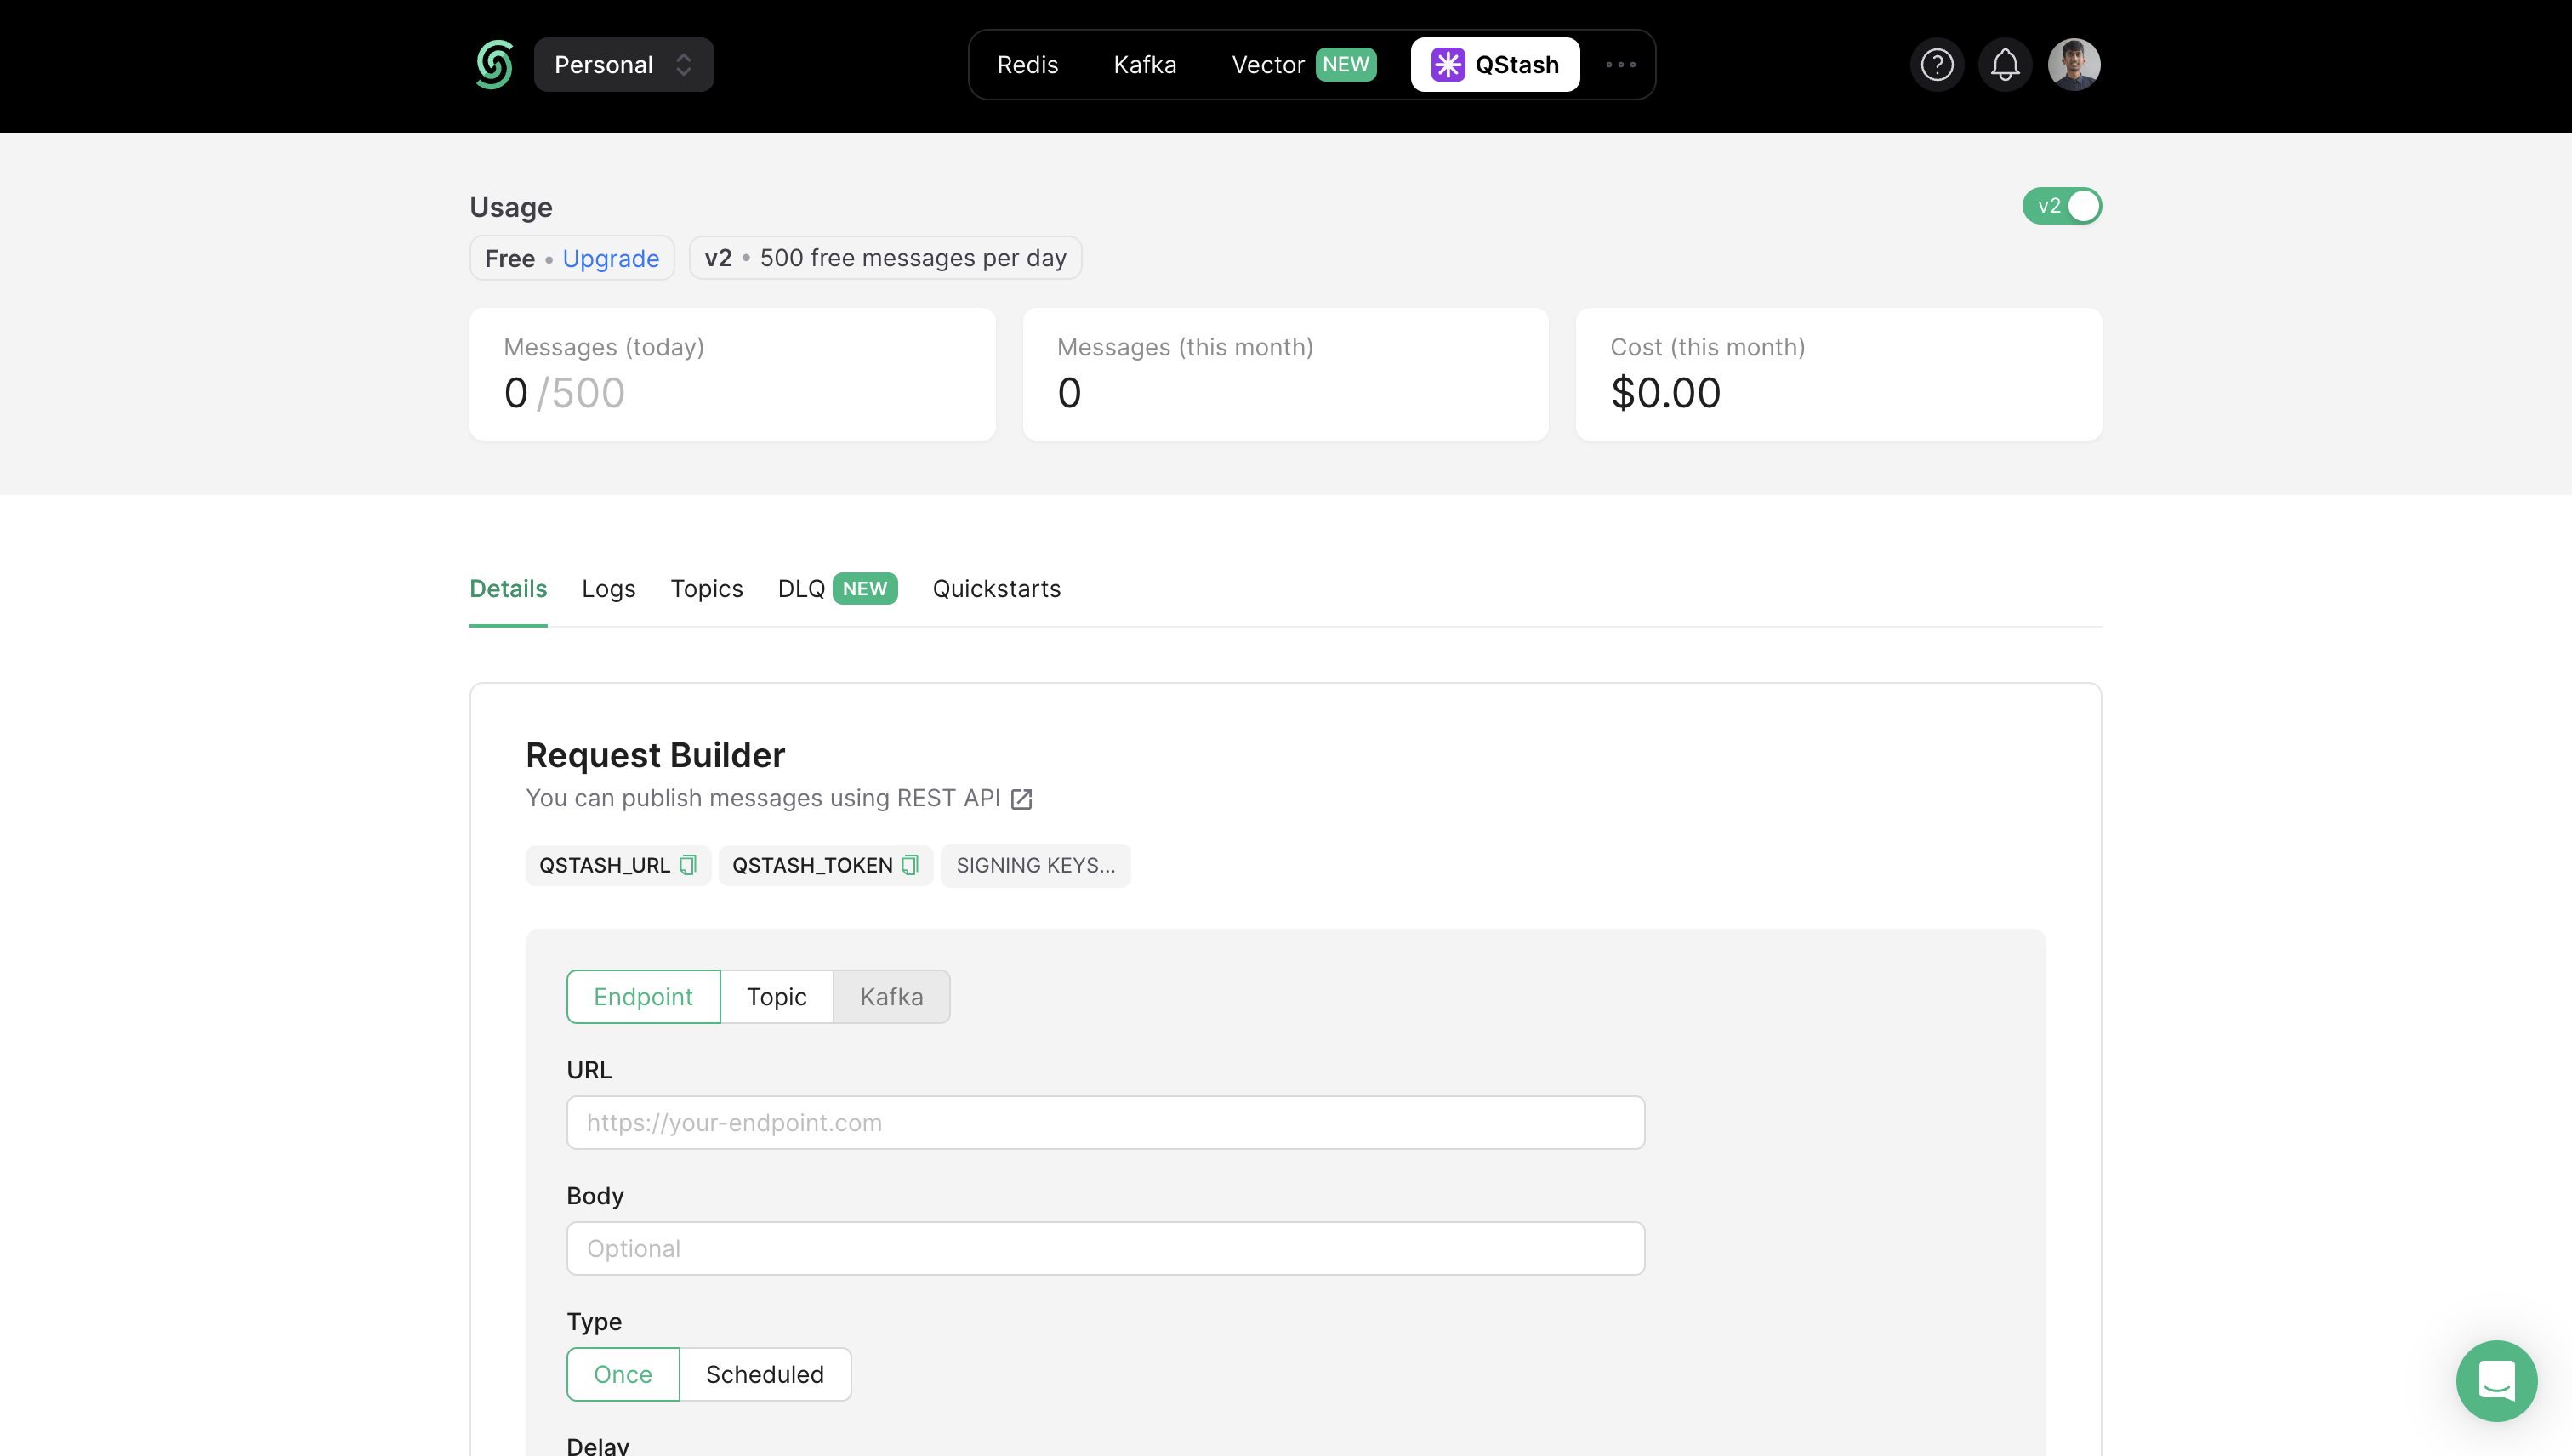 Personal
Redis Kafka Vector NEW QStash
Usage
v2
Free • Upgrade v2 • 500 free messages per day
Messages (today) Messages (this month) Cost (this month)
0 /500 0 $0.00
Details Logs Topics DLQ NEW Quickstarts
Request Builder
You can publish messages using REST API
QSTASH_URL QSTASH_TOKEN SIGNING KEYS...
Endpoint Topic Kafka
URL
https://your-endpoint.com
Body
Optional
Type
Once Scheduled
Delay